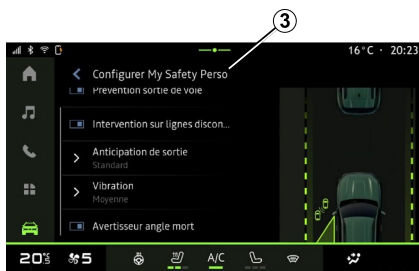 3
16°C · 20:23
Configurer My Safety Perso
Prévention sortie de voie
Intervention sur lignes discon...
Anticipation de sortie
Standard
Vibration
Moyenne
Avertisseur angle mort
20°5 5 A/C